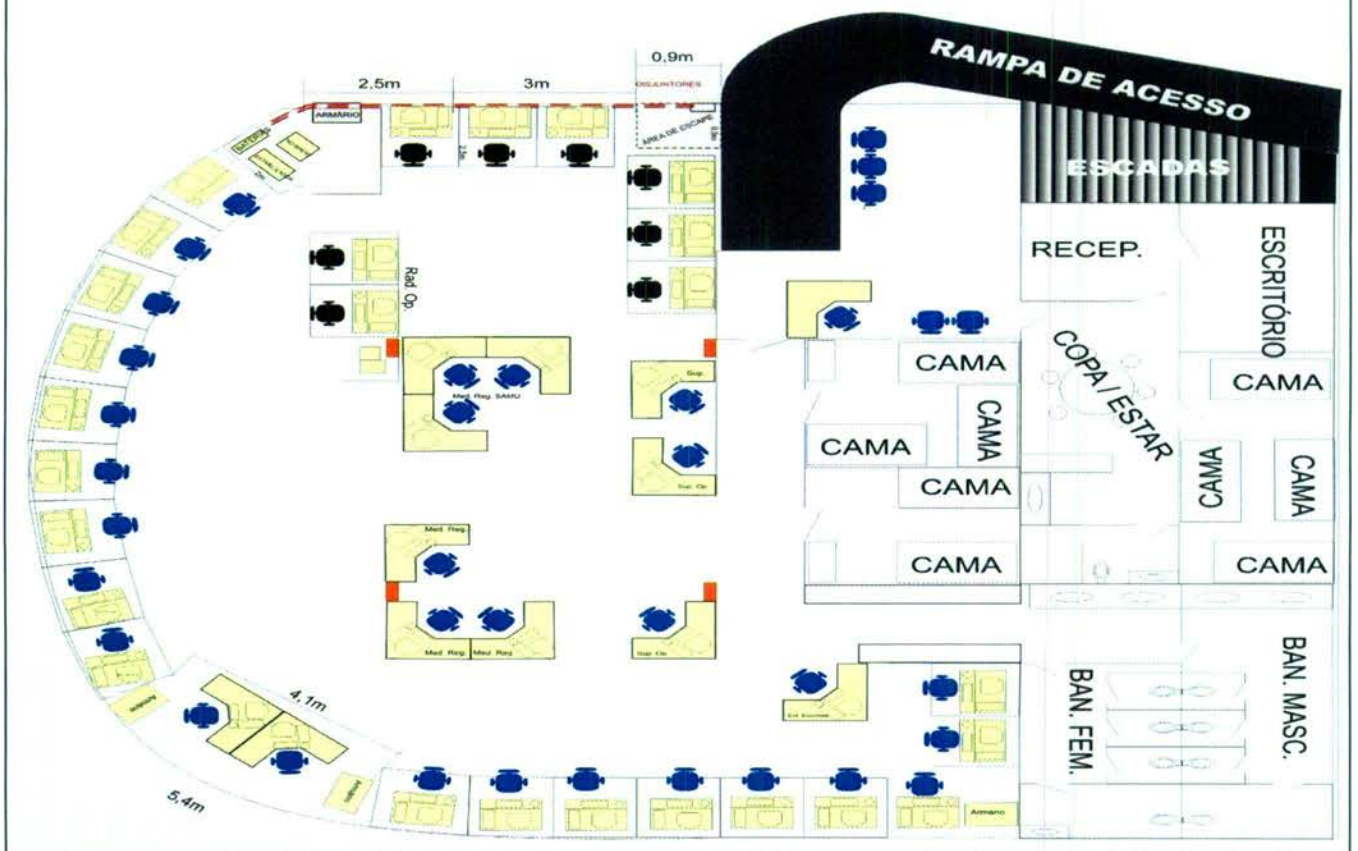 RAMPA DE ACESSO
0,9m
2,5m
3m
DISJUNTORES
ARMÁRIO
ÁREA DE ESCAPE
ESCADAS
RECEP.
ESCRITÓRIO
Rad. Op.
COPA / ESTAR
CAMA
CAMA
CAMA
CAMA
CAMA
CAMA
CAMA
CAMA
CAMA
Sup.
Med. Reg. SAMU
Sup. Op.
Med. Reg.
Med. Reg.
Med. Reg.
Sup. Op.
BAN. FEM.
BAN. MASC.
4,1m
5,4m
Armário
Armário
Armário